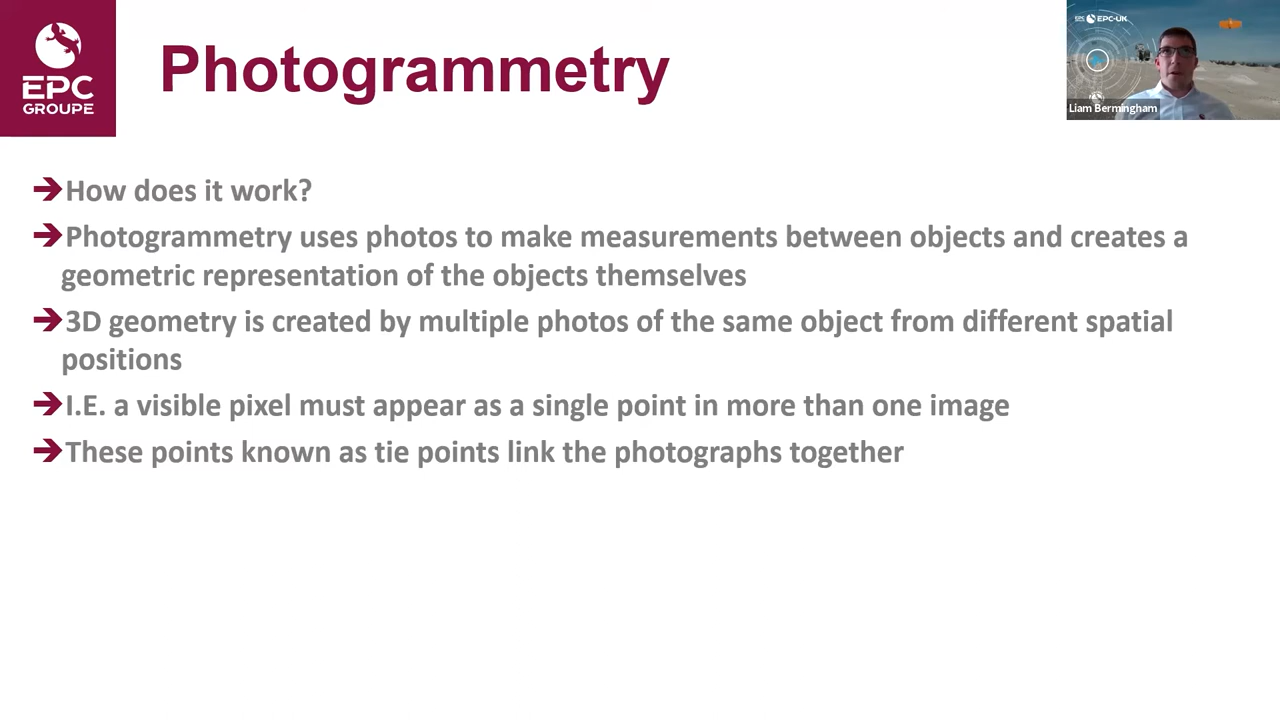 EPC
GROUPE
Photogrammetry
EPC-UK
Liam Bermingham
➔How does it work?
➔Photogrammetry uses photos to make measurements between objects and creates a
geometric representation of the objects themselves
➔3D geometry is created by multiple photos of the same object from different spatial
positions
➔I.E. a visible pixel must appear as a single point in more than one image
➔These points known as tie points link the photographs together